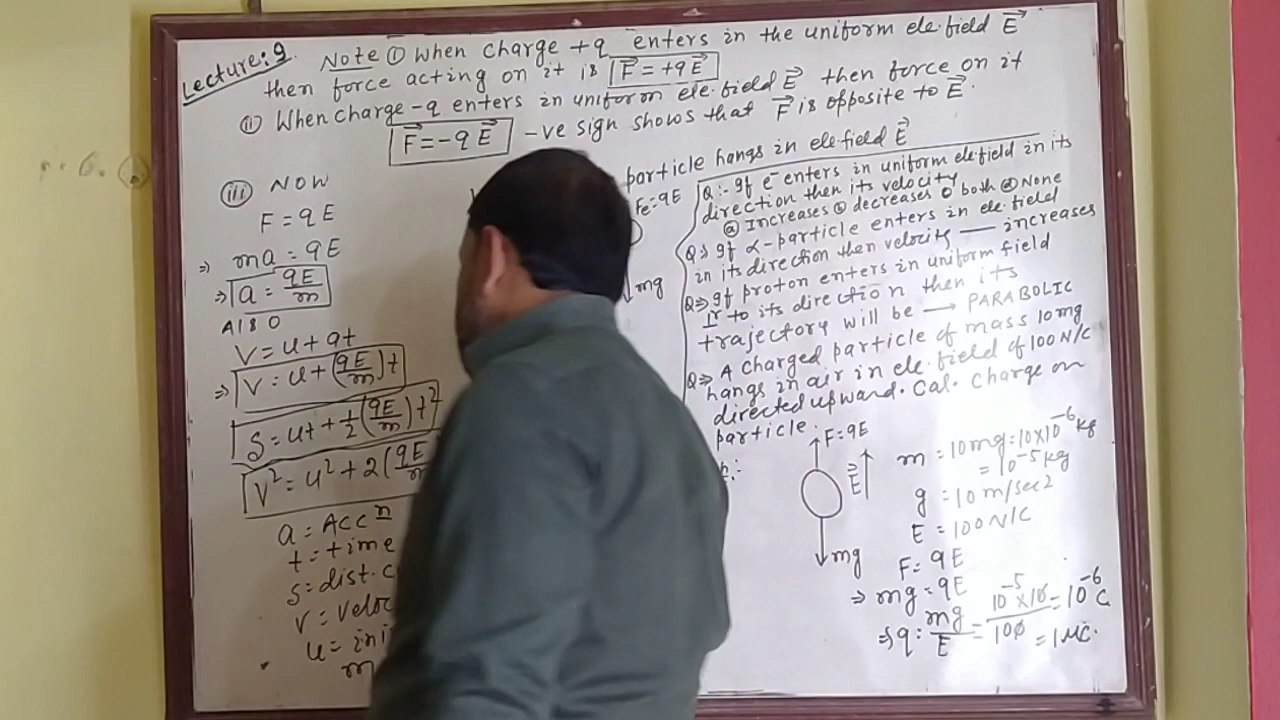 Lecture: 9
Note ① When charge +q enters in the uniform ele. field E⃗
then force acting on it is F⃗ = +qE⃗
ⅱ When charge -q enters in uniform ele. field E⃗ then force on it
F⃗ = -qE⃗ -ve sign shows that F⃗ is opposite to E⃗.
ⅲ NOW
F = qE
⇒ ma = qE
⇒ a = qE/m
Also
V = u + at
⇒ V = u + (qE/m)t
S = ut + ½(qE/m)t²
V² = u² + 2(qE/m
a = Accⁿ
t = time
S = dist.
V = veloc
u = ini
m
particle hangs in ele. field E⃗
Fe = qE
mg
Q:- If e⁻ enters in uniform ele. field in its
direction then its velocity
ⓐ Increases ⓑ decreases ⓒ both ⓓ None
Q⇒ If α-particle enters in ele. field
in its direction then velocity — increases
Q⇒ If proton enters in uniform field
⊥r to its direction then its
trajectory will be → PARABOLIC
Q⇒ A charged particle of mass 10mg
hangs in air in ele. field of 100 N/C
directed upward. Cal. charge on
particle.
F = qE
E⃗
mg
m = 10mg = 10×10⁻⁶ kg
= 10⁻⁵ kg
g = 10 m/sec²
E = 100 N/C
F = qE
⇒ mg = qE
⇒ q = mg/E = 10⁻⁵×10/100 = 10⁻⁶ C
= 1 μC.